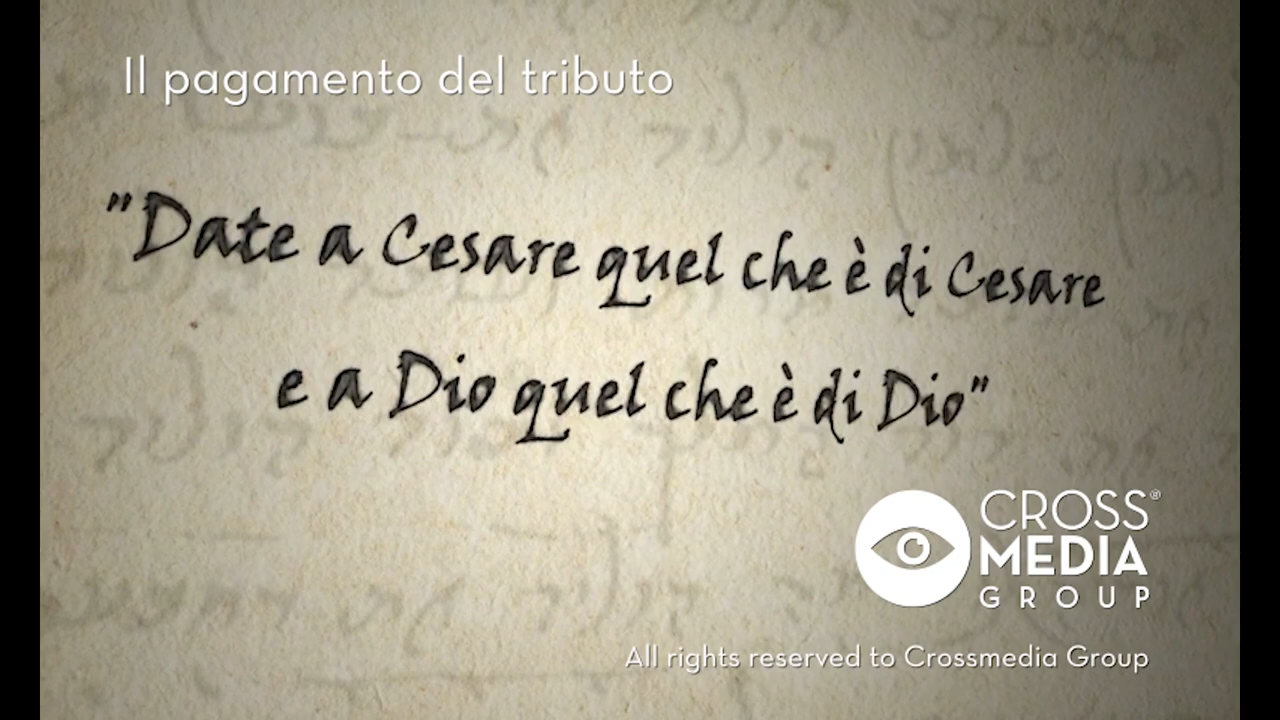 Il pagamento del tributo
"Date a Cesare quel che è di Cesare
e a Dio quel che è di Dio"
CROSS®
MEDIA
GROUP
All rights reserved to Crossmedia Group